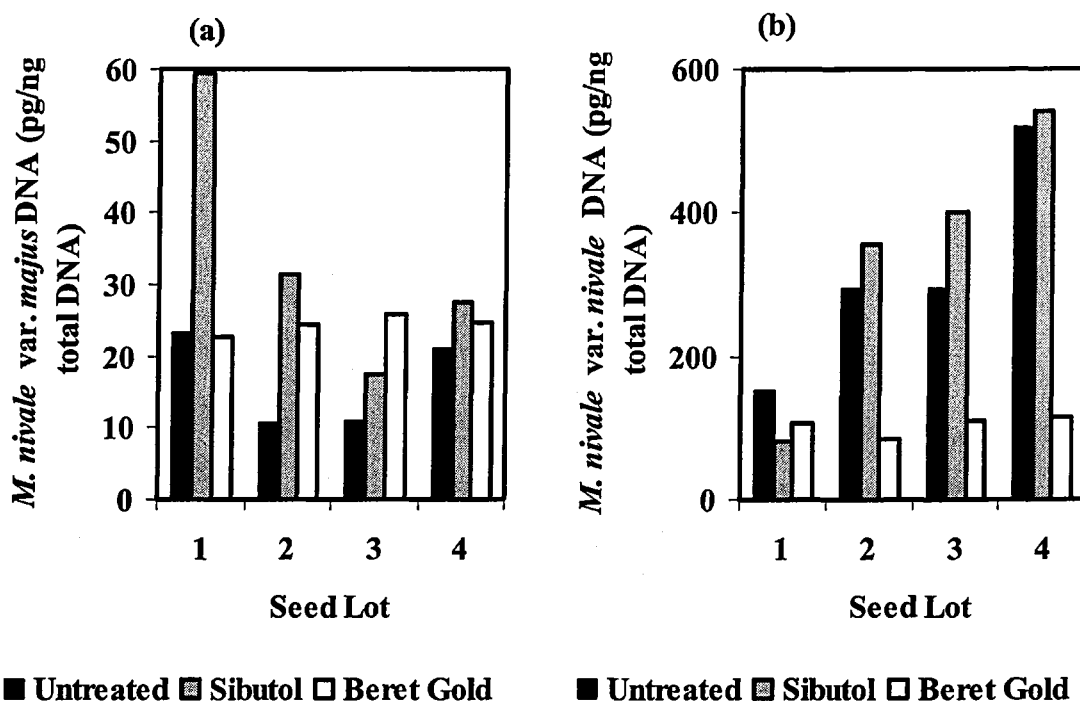 (a)
M. nivale var. majus DNA (pg/ng
total DNA)
60
50
40
30
20
10
0
1 2 3 4
Seed Lot
Untreated Sibutol Beret Gold
(b)
M. nivale var. nivale DNA (pg/ng
total DNA)
600
400
200
0
1 2 3 4
Seed Lot
Untreated Sibutol Beret Gold